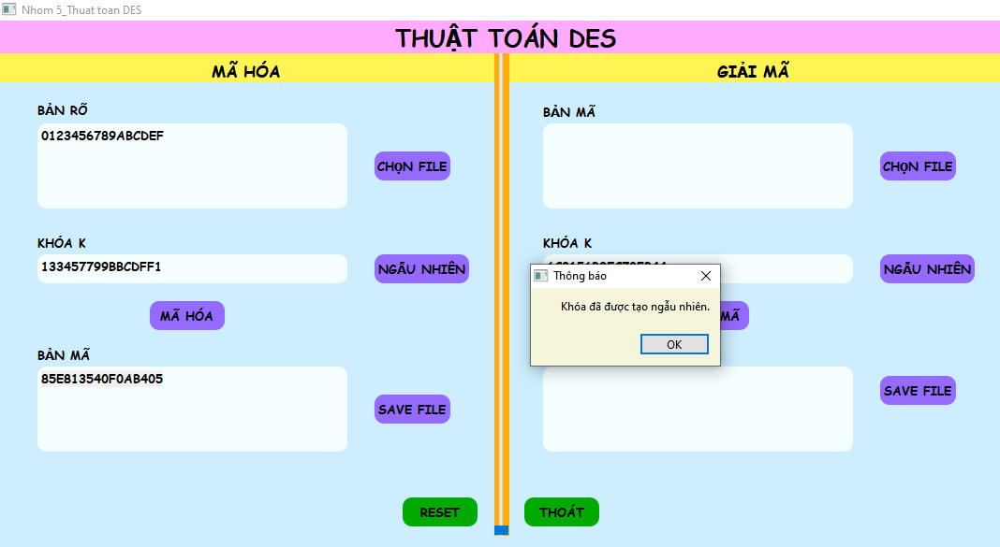 Nhom 5_Thuat toan DES
THUẬT TOÁN DES
MÃ HÓA
BẢN RÕ
0123456789ABCDEF
CHỌN FILE
KHÓA K
133457799BBCDFF1
NGẪU NHIÊN
MÃ HÓA
BẢN MÃ
85E813540F0AB405
SAVE FILE
RESET
GIẢI MÃ
BẢN MÃ
CHỌN FILE
KHÓA K
NGẪU NHIÊN
Thông báo
Khóa đã được tạo ngẫu nhiên.
OK
MÃ
SAVE FILE
THOÁT